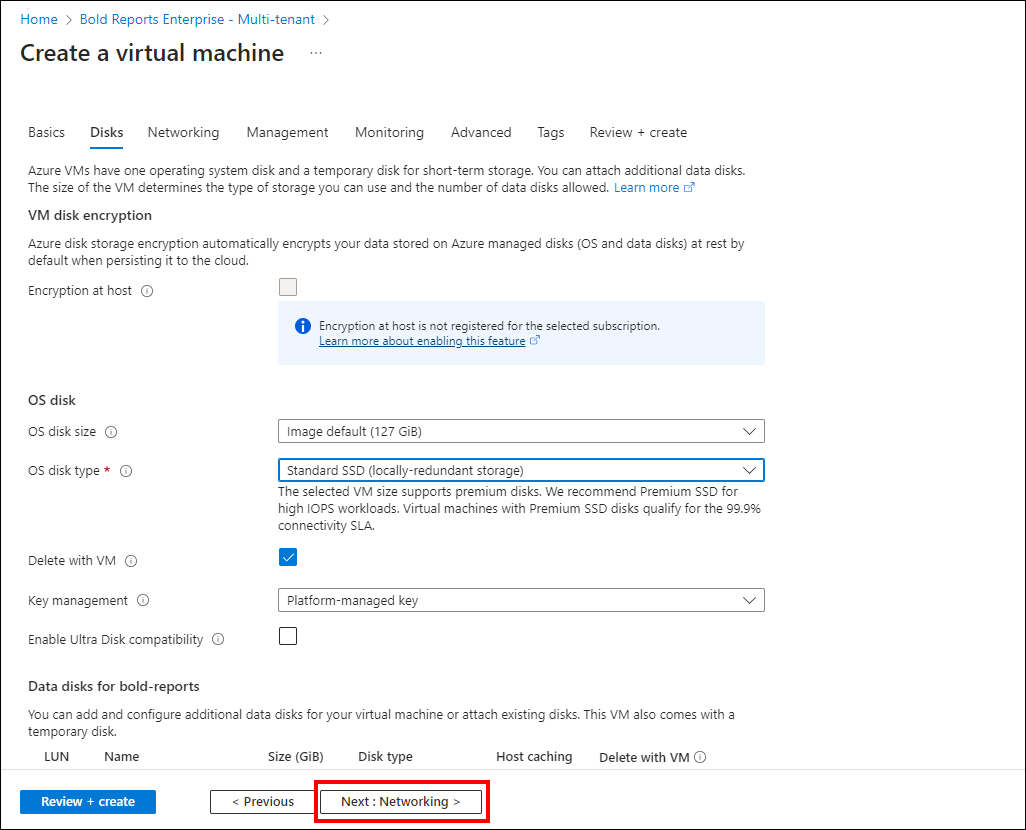 Home > Bold Reports Enterprise - Multi-tenant >
Create a virtual machine ...
Basics Disks Networking Management Monitoring Advanced Tags Review + create
Azure VMs have one operating system disk and a temporary disk for short-term storage. You can attach additional data disks.
The size of the VM determines the type of storage you can use and the number of data disks allowed. Learn more
VM disk encryption
Azure disk storage encryption automatically encrypts your data stored on Azure managed disks (OS and data disks) at rest by
default when persisting it to the cloud.
Encryption at host
Encryption at host is not registered for the selected subscription.
Learn more about enabling this feature
OS disk
OS disk size Image default (127 GiB)
OS disk type * Standard SSD (locally-redundant storage)
The selected VM size supports premium disks. We recommend Premium SSD for
high IOPS workloads. Virtual machines with Premium SSD disks qualify for the 99.9%
connectivity SLA.
Delete with VM
Key management Platform-managed key
Enable Ultra Disk compatibility
Data disks for bold-reports
You can add and configure additional data disks for your virtual machine or attach existing disks. This VM also comes with a
temporary disk.
LUN Name Size (GiB) Disk type Host caching Delete with VM
Review + create < Previous Next : Networking >